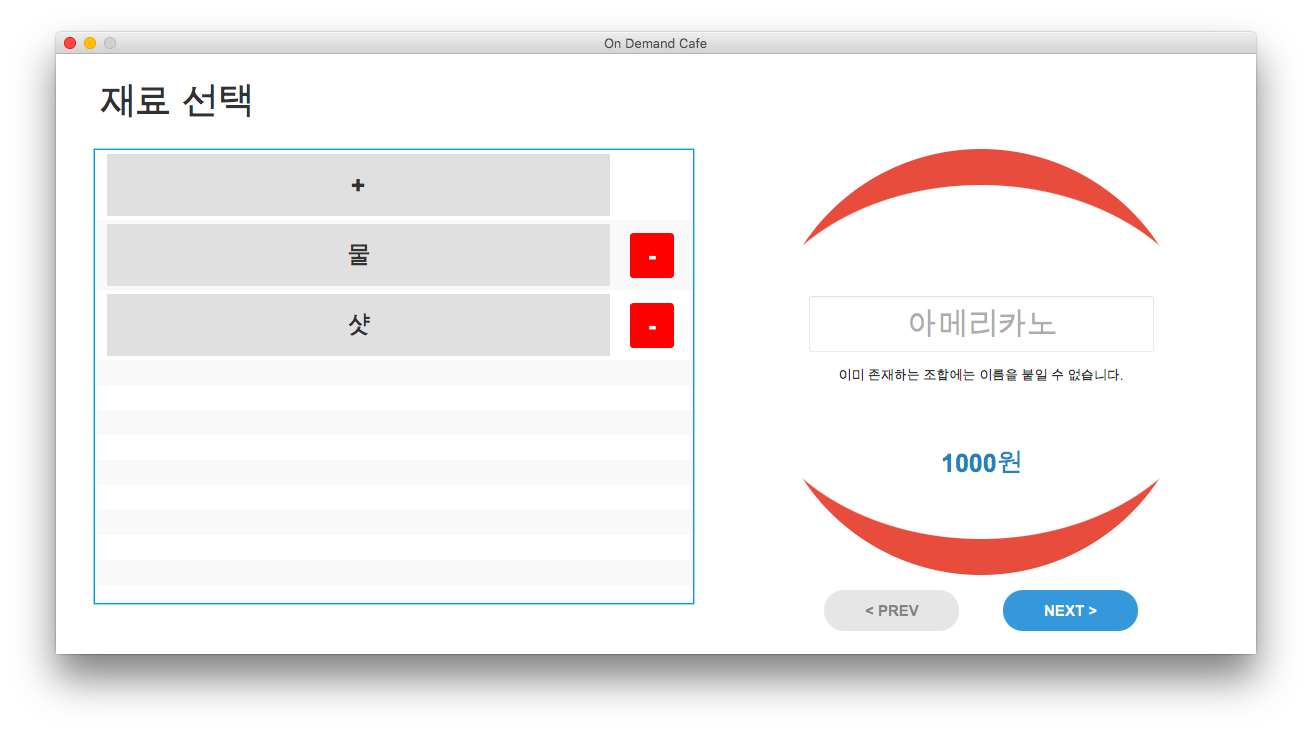 On Demand Cafe
재료 선택
+
물
-
샷
-
아메리카노
이미 존재하는 조합에는 이름을 붙일 수 없습니다.
1000원
< PREV
NEXT >